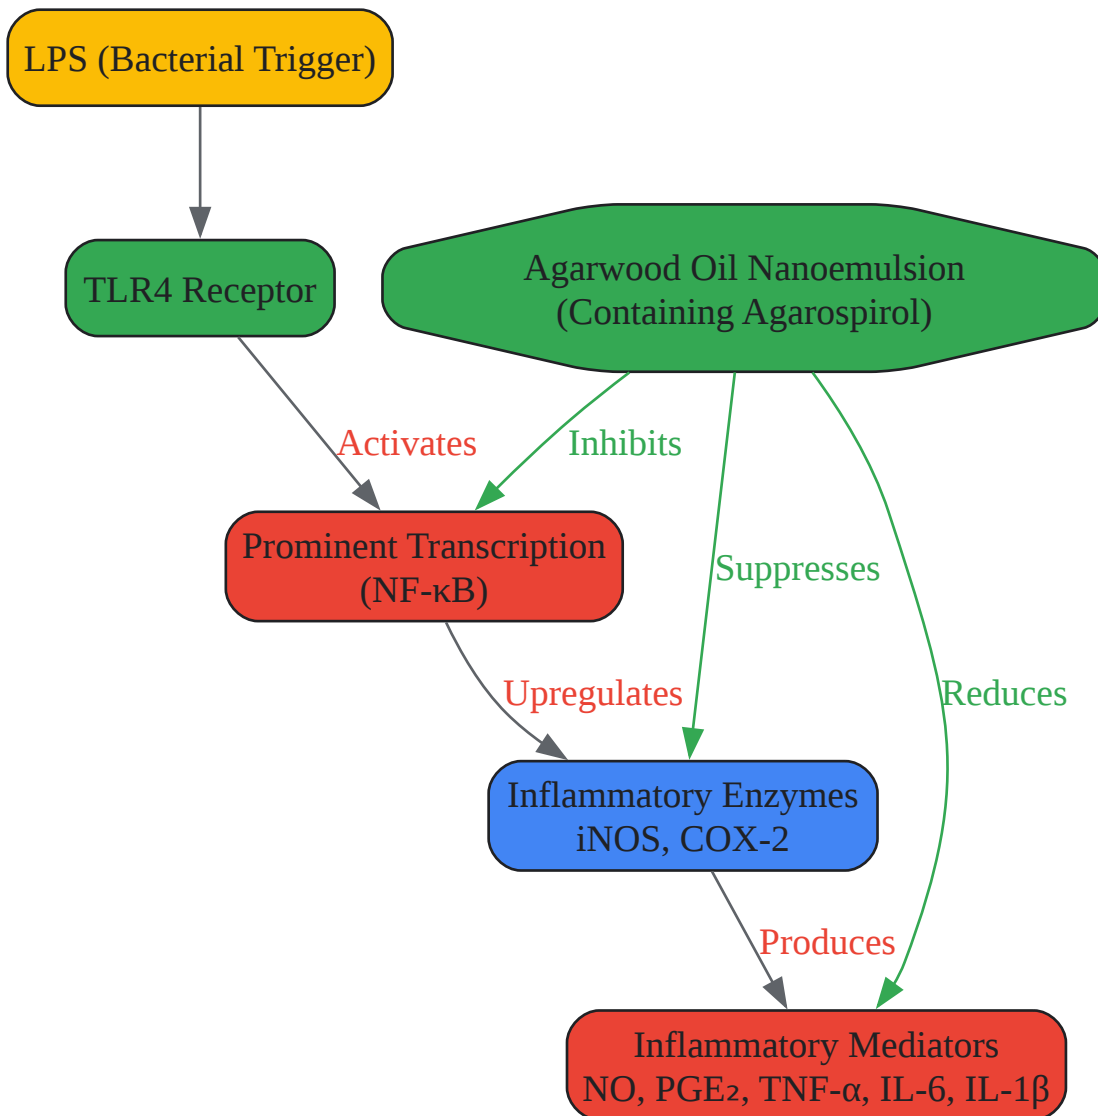 LPS (Bacterial Trigger)
TLR4 Receptor
Agarwood Oil Nanoemulsion
(Containing Agarospirol)
Activates
Inhibits
Prominent Transcription
(NF-κB)
Suppresses
Upregulates
Reduces
Inflammatory Enzymes
iNOS, COX-2
Produces
Inflammatory Mediators
NO, PGE₂, TNF-α, IL-6, IL-1β